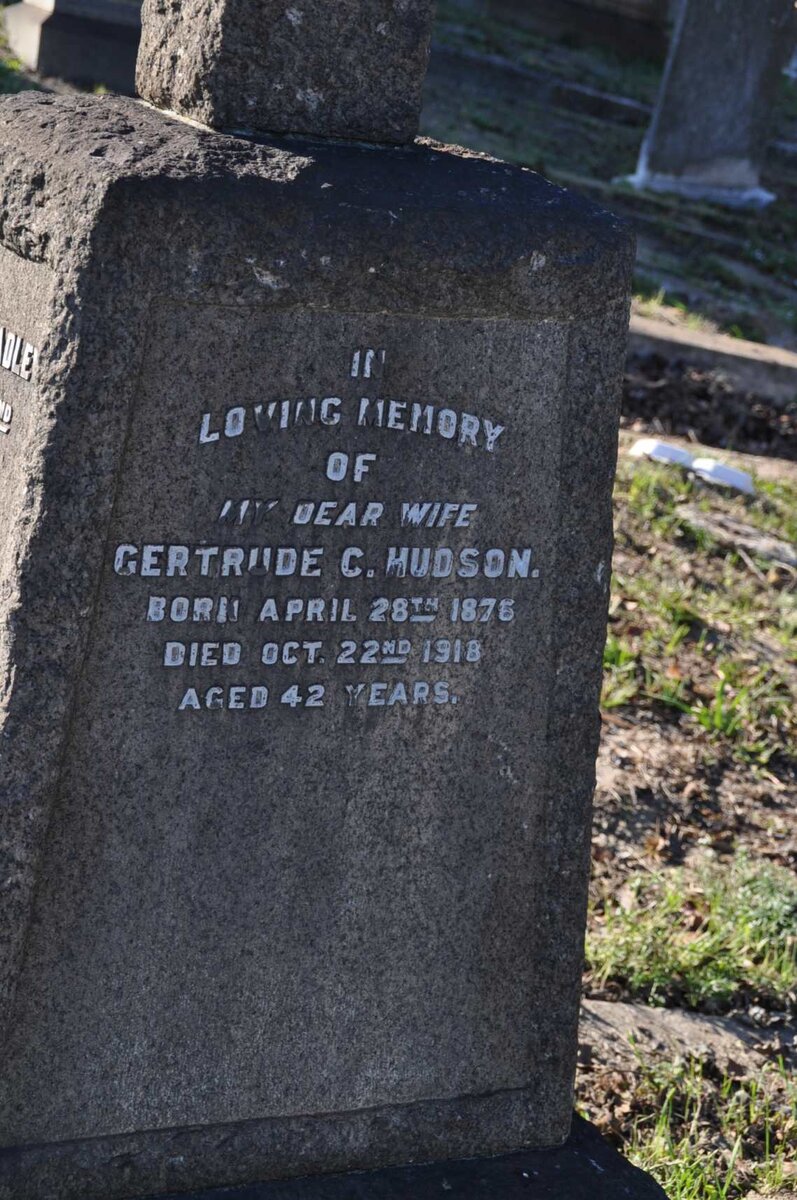 IN
LOVING MEMORY
OF
MY DEAR WIFE
GERTRUDE C. HUDSON.
BORN APRIL 28TH 1876
DIED OCT. 22ND 1918
AGED 42 YEARS.